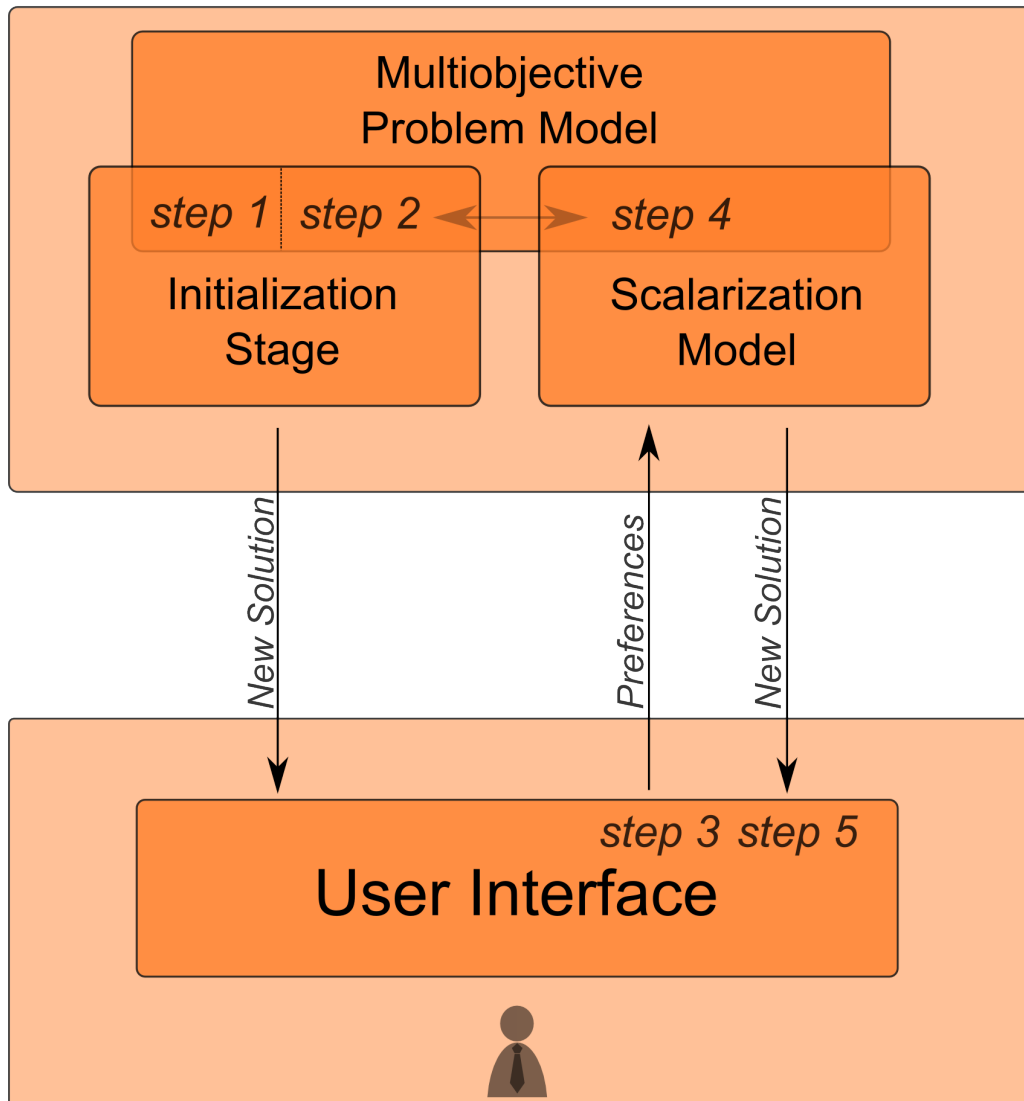 Multiobjective
Problem Model
step 1 step 2 step 4
Initialization
Stage
Scalarization
Model
New Solution
Preferences
New Solution
step 3 step 5
User Interface